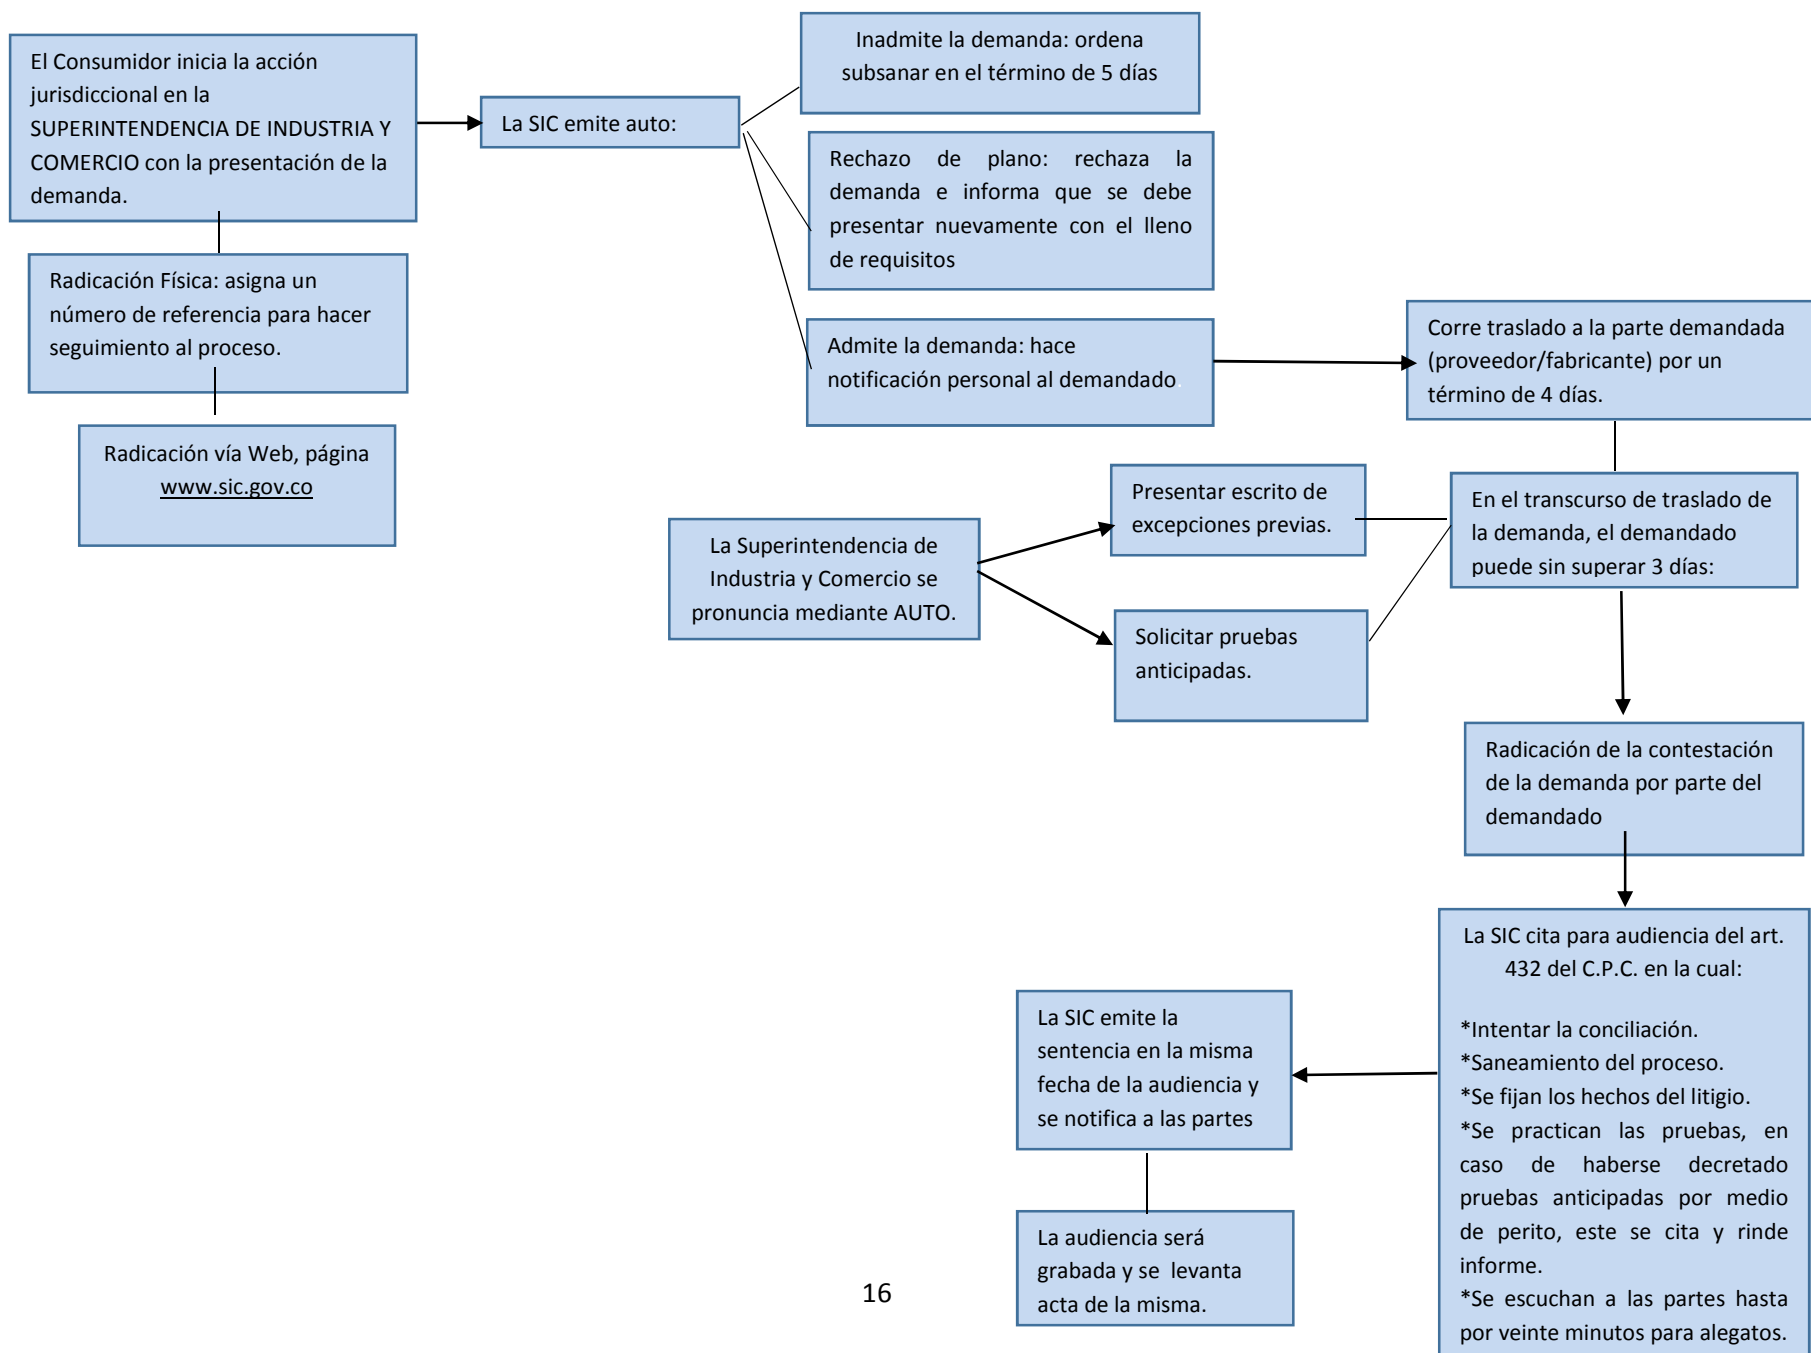 El Consumidor inicia la acción
jurisdiccional en la
SUPERINTENDENCIA DE INDUSTRIA Y
COMERCIO con la presentación de la
demanda.
Radicación Física: asigna un
número de referencia para hacer
seguimiento al proceso.
Radicación vía Web, página
www.sic.gov.co
La SIC emite auto:
Inadmite la demanda: ordena
subsanar en el término de 5 días
Rechazo de plano: rechaza la
demanda e informa que se debe
presentar nuevamente con el lleno
de requisitos
Admite la demanda: hace
notificación personal al demandado.
Corre traslado a la parte demandada
(proveedor/fabricante) por un
término de 4 días.
En el transcurso de traslado de
la demanda, el demandado
puede sin superar 3 días:
Presentar escrito de
excepciones previas.
Solicitar pruebas
anticipadas.
La Superintendencia de
Industria y Comercio se
pronuncia mediante AUTO.
Radicación de la contestación
de la demanda por parte del
demandado
La SIC cita para audiencia del art.
432 del C.P.C. en la cual:
*Intentar la conciliación.
*Saneamiento del proceso.
*Se fijan los hechos del litigio.
*Se practican las pruebas, en
caso de haberse decretado
pruebas anticipadas por medio
de perito, este se cita y rinde
informe.
*Se escuchan a las partes hasta
por veinte minutos para alegatos.
La SIC emite la
sentencia en la misma
fecha de la audiencia y
se notifica a las partes
La audiencia será
grabada y se levanta
acta de la misma.
16